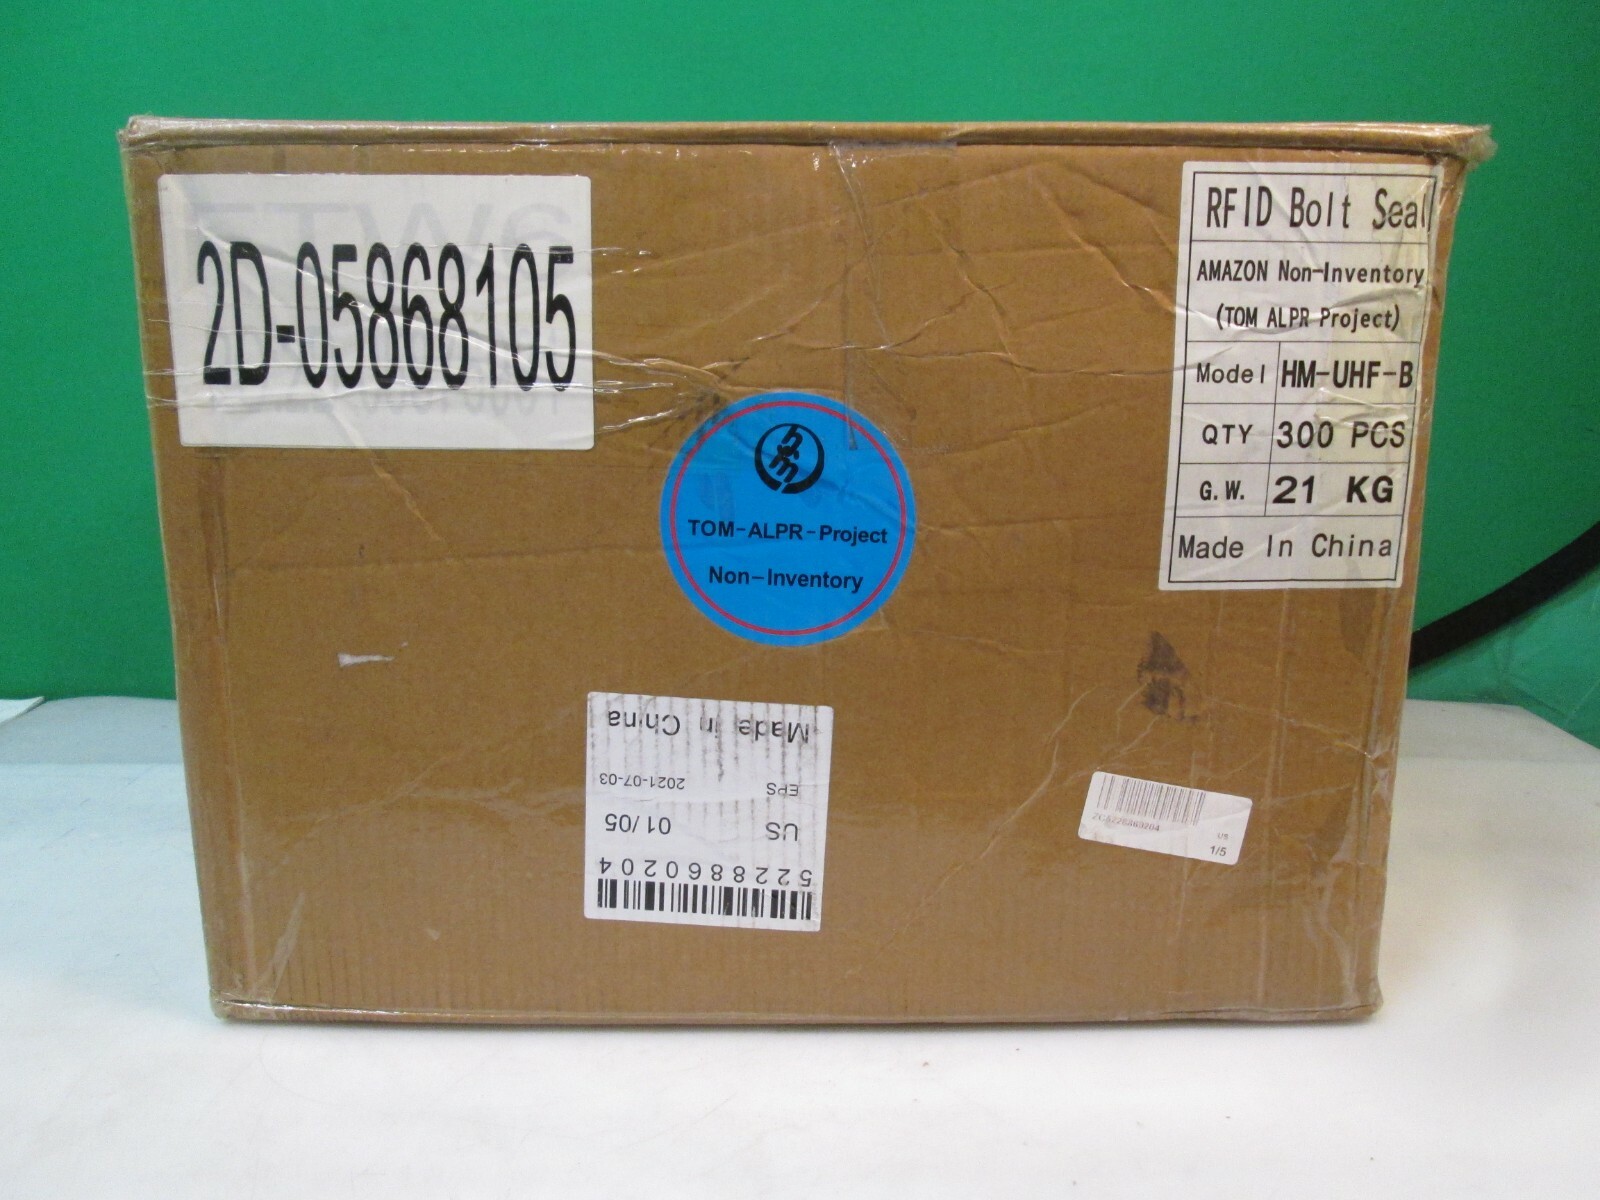 2D-05868105
RFID Bolt Seal
AMAZON Non-Inventory
(TOM ALPR Project)
Model HM-UHF-B
QTY 300 PCS
G.W. 21 KG
Made In China
hm
TOM-ALPR-Project
Non-Inventory
522860204
US 01/05
EPS 2021-07-03
Made in China
US
1/5